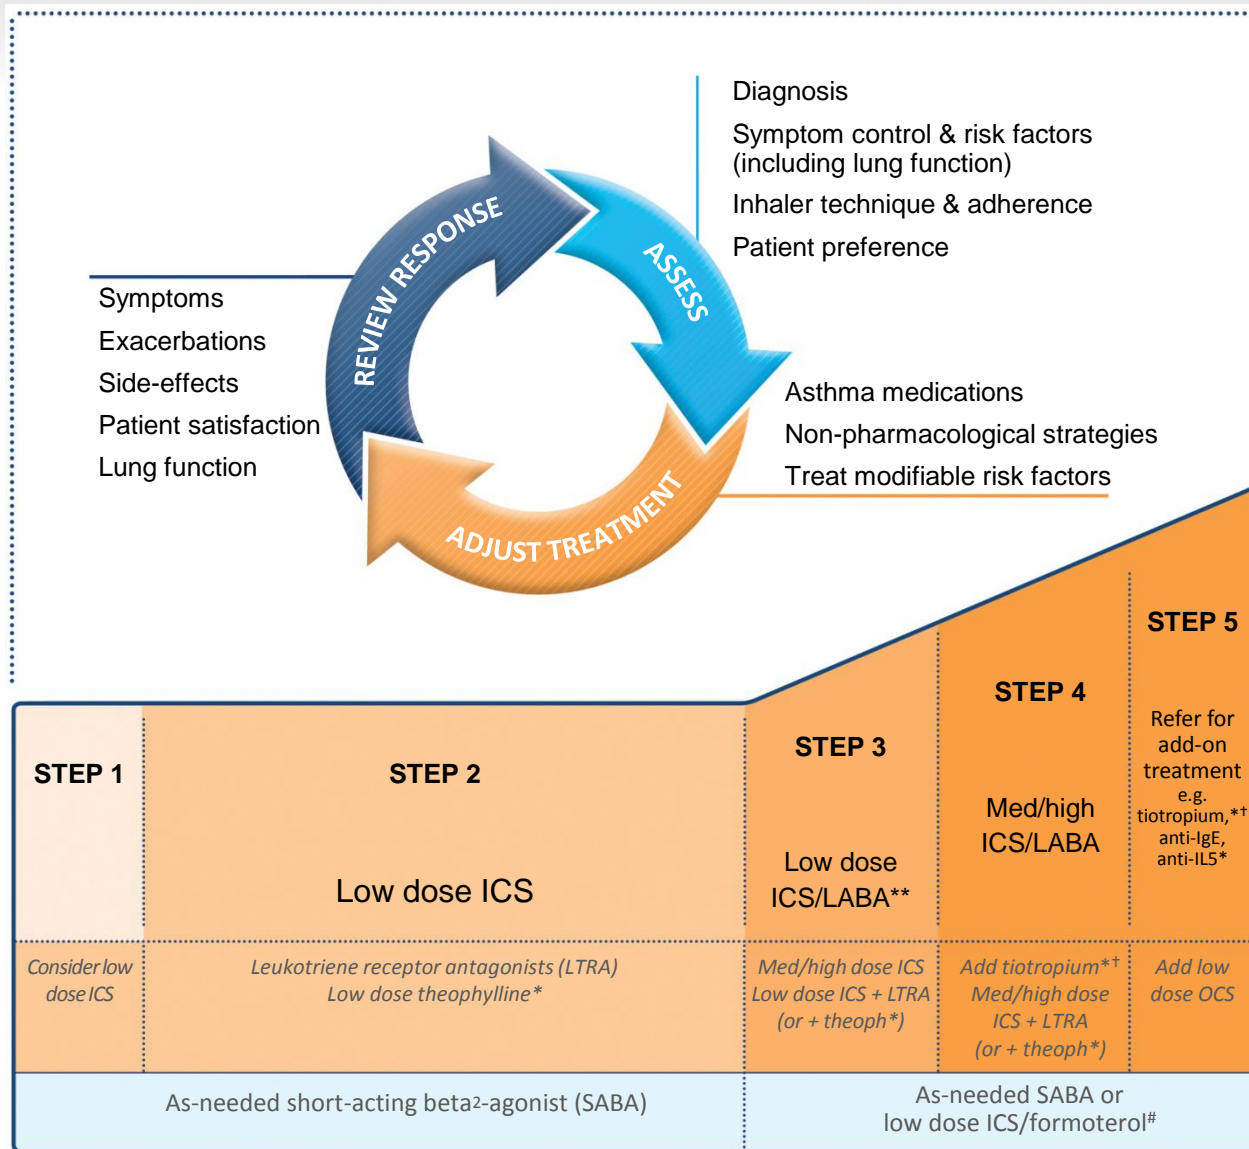 Diagnosis
Symptom control & risk factors
(including lung function)
Inhaler technique & adherence
Patient preference
REVIEW RESPONSE
ASSESS
ADJUST TREATMENT
Symptoms
Exacerbations
Side-effects
Patient satisfaction
Lung function
Asthma medications
Non-pharmacological strategies
Treat modifiable risk factors
STEP 1
STEP 2
Low dose ICS
STEP 3
Low dose
ICS/LABA**
STEP 4
Med/high
ICS/LABA
STEP 5
Refer for
add-on
treatment
e.g.
tiotropium,*†
anti-IgE,
anti-IL5*
Consider low
dose ICS
Leukotriene receptor antagonists (LTRA)
Low dose theophylline*
Med/high dose ICS
Low dose ICS + LTRA
(or + theoph*)
Add tiotropium*†
Med/high dose
ICS + LTRA
(or + theoph*)
Add low
dose OCS
As-needed short-acting beta2-agonist (SABA)
As-needed SABA or
low dose ICS/formoterol#